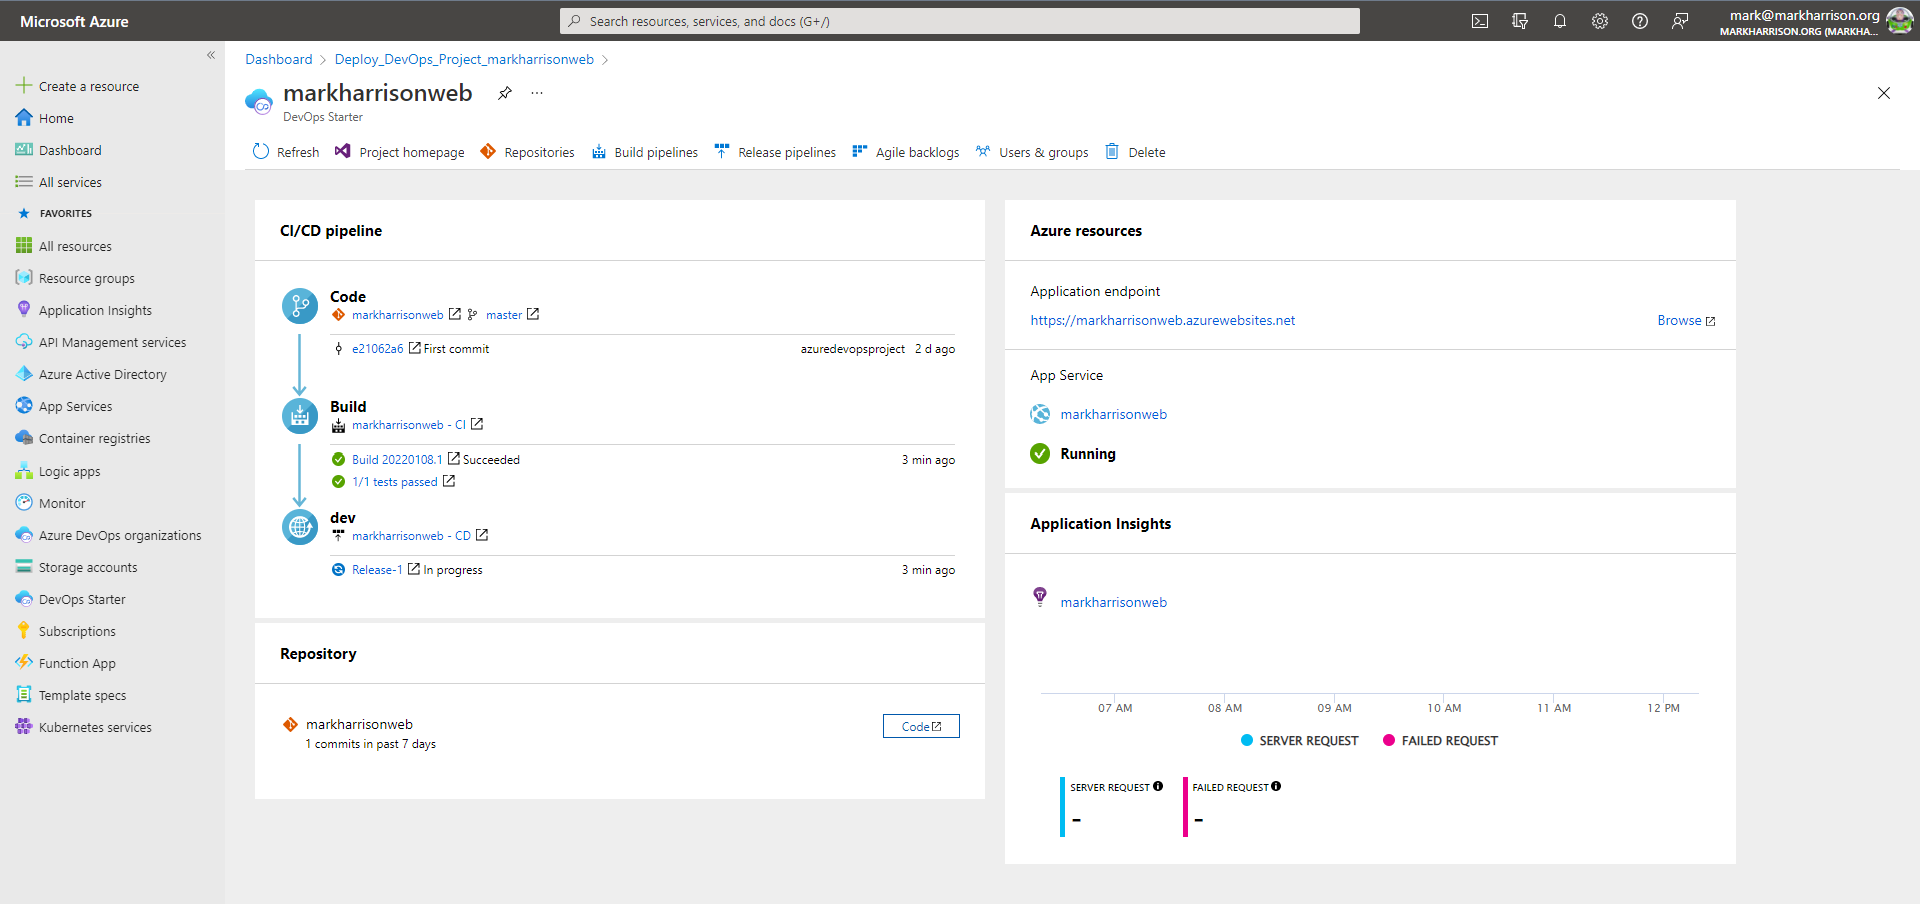 Microsoft Azure
Search resources, services, and docs (G+/)
mark@markharrison.org
MARKHARRISON.ORG (MARKHA...
«
Create a resource
Home
Dashboard
All services
FAVORITES
All resources
Resource groups
Application Insights
API Management services
Azure Active Directory
App Services
Container registries
Logic apps
Monitor
Azure DevOps organizations
Storage accounts
DevOps Starter
Subscriptions
Function App
Template specs
Kubernetes services
Dashboard > Deploy_DevOps_Project_markharrisonweb >
markharrisonweb ...
DevOps Starter
Refresh Project homepage Repositories Build pipelines Release pipelines Agile backlogs Users & groups Delete
CI/CD pipeline
Code
markharrisonweb master
e21062a6 First commit azuredevopsproject 2 d ago
Build
markharrisonweb - CI
Build 20220108.1 Succeeded 3 min ago
1/1 tests passed
dev
markharrisonweb - CD
Release-1 In progress 3 min ago
Repository
markharrisonweb
1 commits in past 7 days
Code
Azure resources
Application endpoint
https://markharrisonweb.azurewebsites.net Browse
App Service
markharrisonweb
Running
Application Insights
markharrisonweb
07 AM 08 AM 09 AM 10 AM 11 AM 12 PM
SERVER REQUEST FAILED REQUEST
SERVER REQUEST FAILED REQUEST
- -